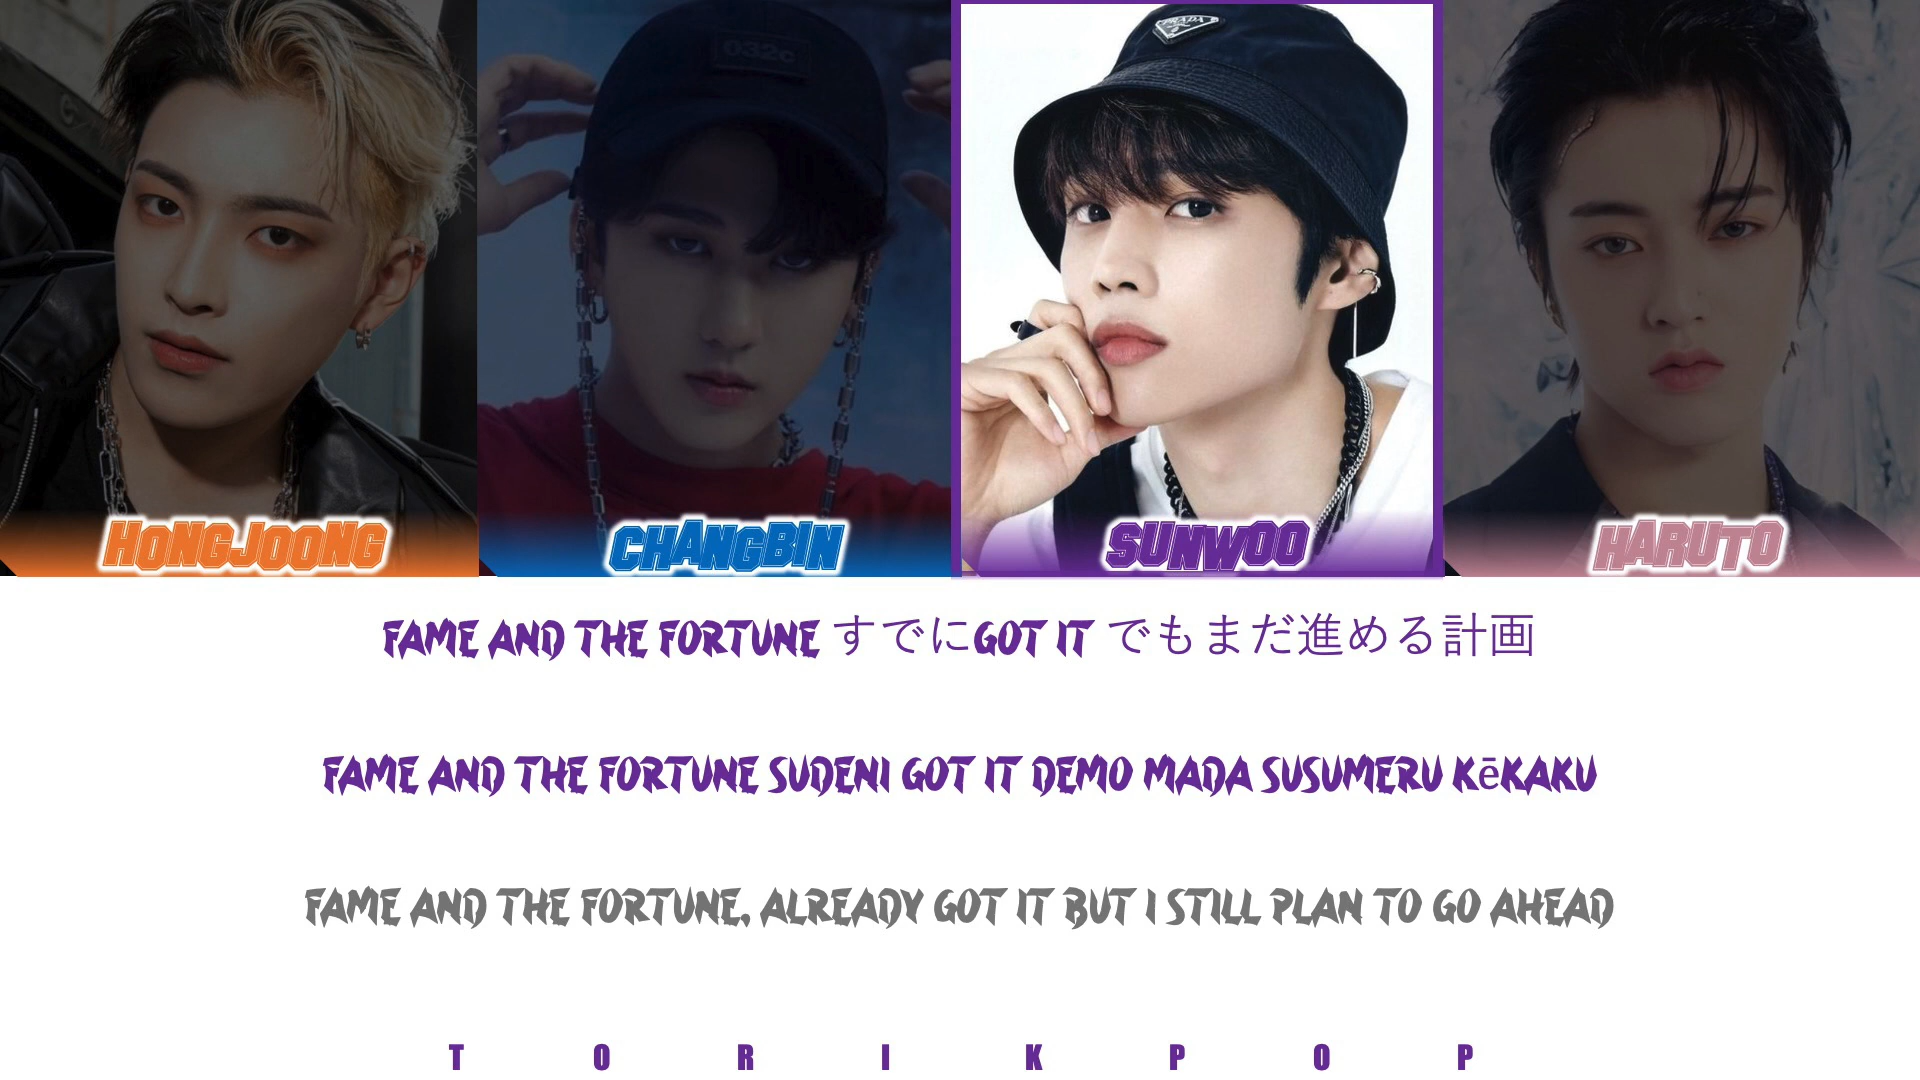 032c
PRADA
HONGJOONG
CHANGBIN
SUNWOO
HARUTO
FAME AND THE FORTUNE すでにGOT IT でもまだ進める計画
FAME AND THE FORTUNE SUDENI GOT IT DEMO MADA SUSUMERU KēKAKU
FAME AND THE FORTUNE, ALREADY GOT IT BUT I STILL PLAN TO GO AHEAD
T O R I K P O P